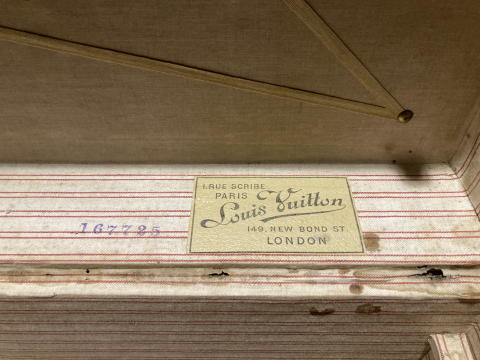 1. RUE SCRIBE
PARIS
Louis Vuitton
149, NEW BOND ST.
LONDON
167725